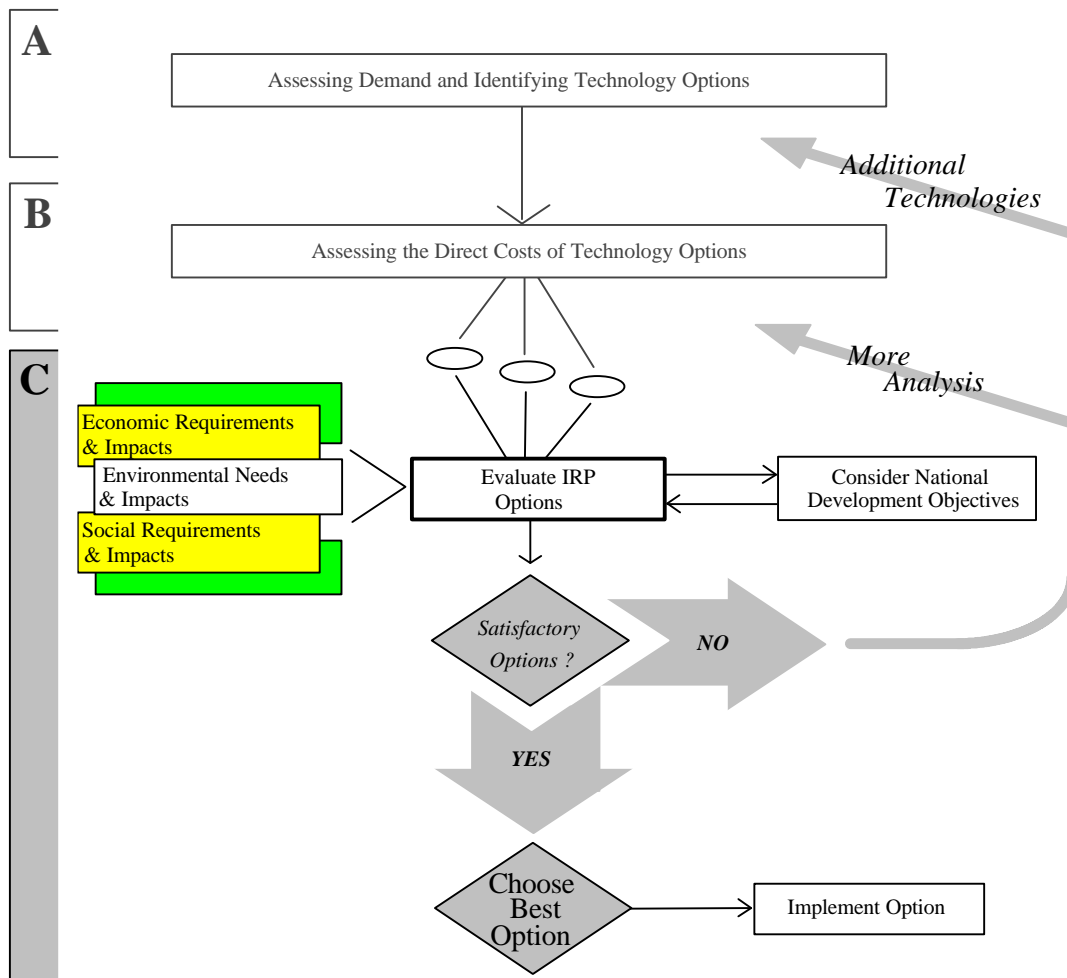 A
Assessing Demand and Identifying Technology Options
Additional
Technologies
B
Assessing the Direct Costs of Technology Options
More
Analysis
C
Economic Requirements
& Impacts
Environmental Needs
& Impacts
Social Requirements
& Impacts
Evaluate IRP
Options
Consider National
Development Objectives
Satisfactory
Options ?
NO
YES
Choose
Best
Option
Implement Option